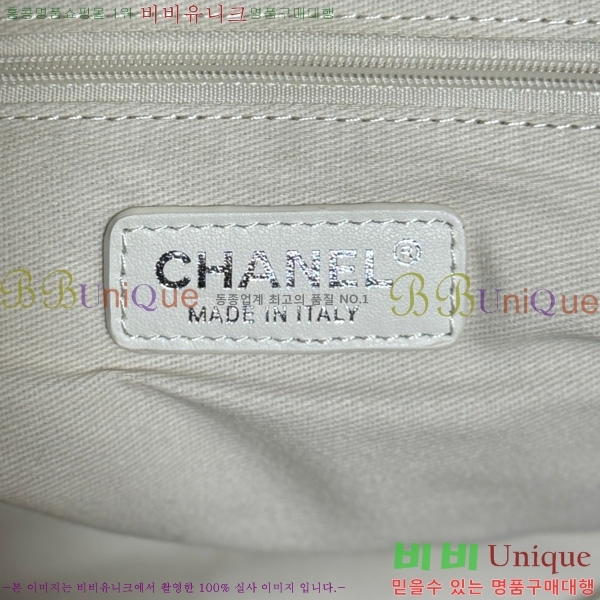 홍콩명품쇼핑몰 1위 비비유니크 명품구매대행
CHANEL®
BBUniQue 동종업계 최고의 품질 NO.1 BBUniQue
MADE IN ITALY
비비 Unique
-본 이미지는 비비유니크에서 촬영한 100% 실사 이미지 입니다.-
믿을수 있는 명품구매대행